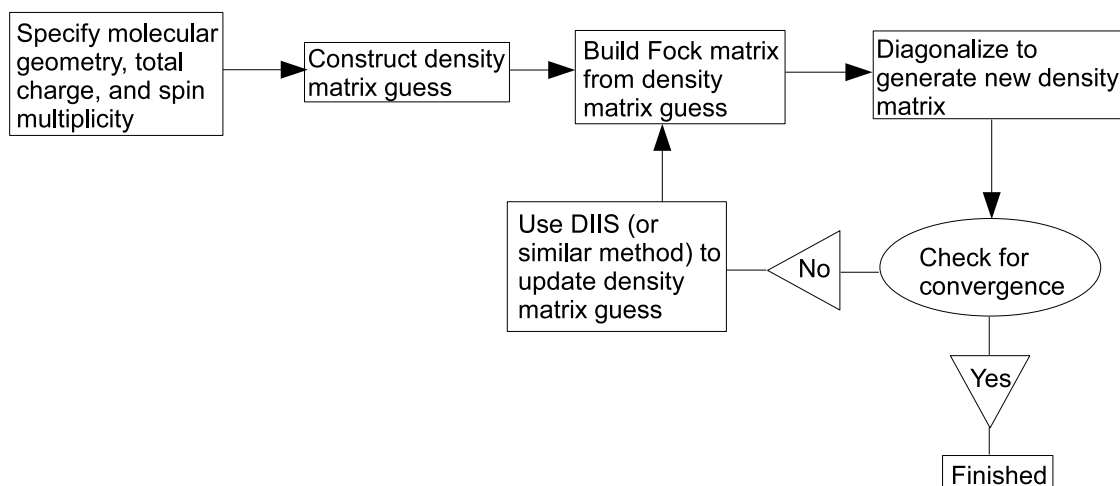 Specify molecular
geometry, total
charge, and spin
multiplicity
Construct density
matrix guess
Build Fock matrix
from density
matrix guess
Diagonalize to
generate new density
matrix
Use DIIS (or
similar method) to
update density
matrix guess
No
Check for
convergence
Yes
Finished